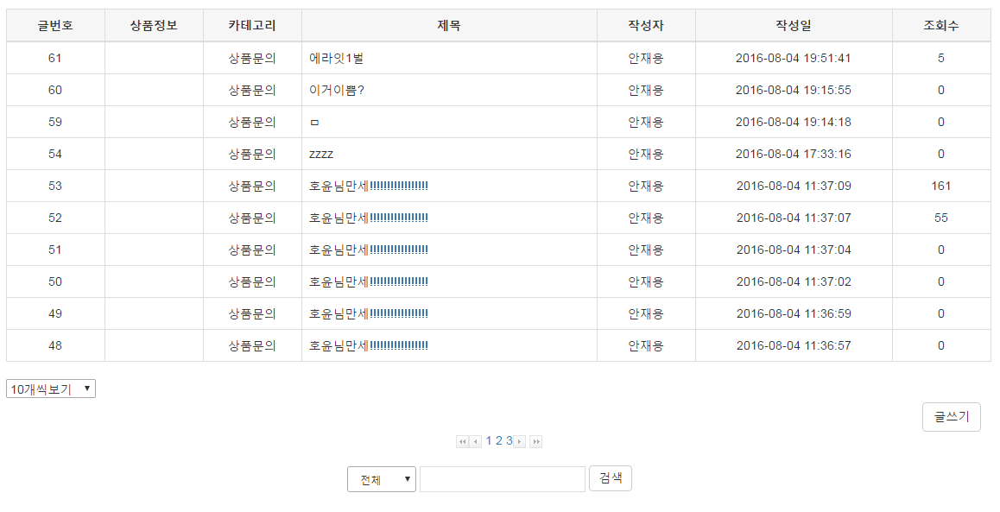 글번호 상품정보 카테고리 제목 작성자 작성일 조회수
61 상품문의 에라잇1벌 안재용 2016-08-04 19:51:41 5
60 상품문의 이거이쁨? 안재용 2016-08-04 19:15:55 0
59 상품문의 ㅁ 안재용 2016-08-04 19:14:18 0
54 상품문의 zzzz 안재용 2016-08-04 17:33:16 0
53 상품문의 호윤님만세!!!!!!!!!!!!!!!!! 안재용 2016-08-04 11:37:09 161
52 상품문의 호윤님만세!!!!!!!!!!!!!!!!! 안재용 2016-08-04 11:37:07 55
51 상품문의 호윤님만세!!!!!!!!!!!!!!!!! 안재용 2016-08-04 11:37:04 0
50 상품문의 호윤님만세!!!!!!!!!!!!!!!!! 안재용 2016-08-04 11:37:02 0
49 상품문의 호윤님만세!!!!!!!!!!!!!!!!! 안재용 2016-08-04 11:36:59 0
48 상품문의 호윤님만세!!!!!!!!!!!!!!!!! 안재용 2016-08-04 11:36:57 0
10개씩보기
글쓰기
1 2 3
전체 검색